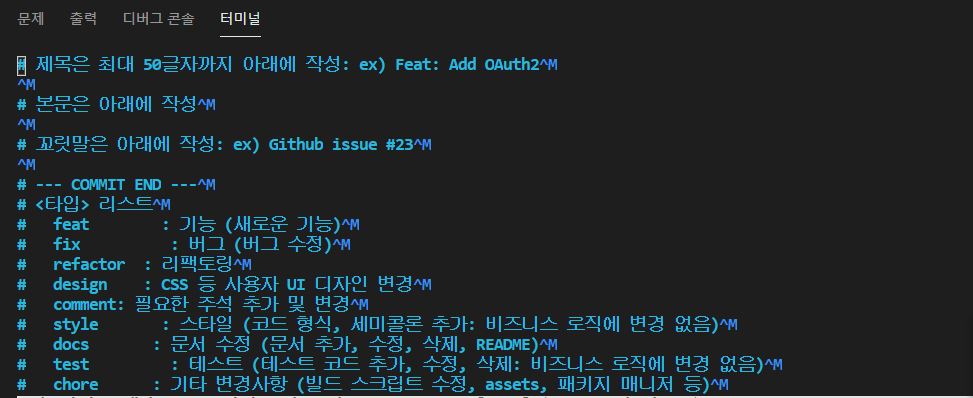 문제 출력 디버그 콘솔 터미널
# 제목은 최대 50글자까지 아래에 작성: ex) Feat: Add OAuth2^M
^M
# 본문은 아래에 작성^M
^M
# 꼬릿말은 아래에 작성: ex) Github issue #23^M
^M
# --- COMMIT END ---^M
# <타입> 리스트^M
#   feat        : 기능 (새로운 기능)^M
#   fix          : 버그 (버그 수정)^M
#   refactor  : 리팩토링^M
#   design    : CSS 등 사용자 UI 디자인 변경^M
#   comment: 필요한 주석 추가 및 변경^M
#   style       : 스타일 (코드 형식, 세미콜론 추가: 비즈니스 로직에 변경 없음)^M
#   docs       : 문서 수정 (문서 추가, 수정, 삭제, README)^M
#   test         : 테스트 (테스트 코드 추가, 수정, 삭제: 비즈니스 로직에 변경 없음)^M
#   chore      : 기타 변경사항 (빌드 스크립트 수정, assets, 패키지 매니저 등)^M